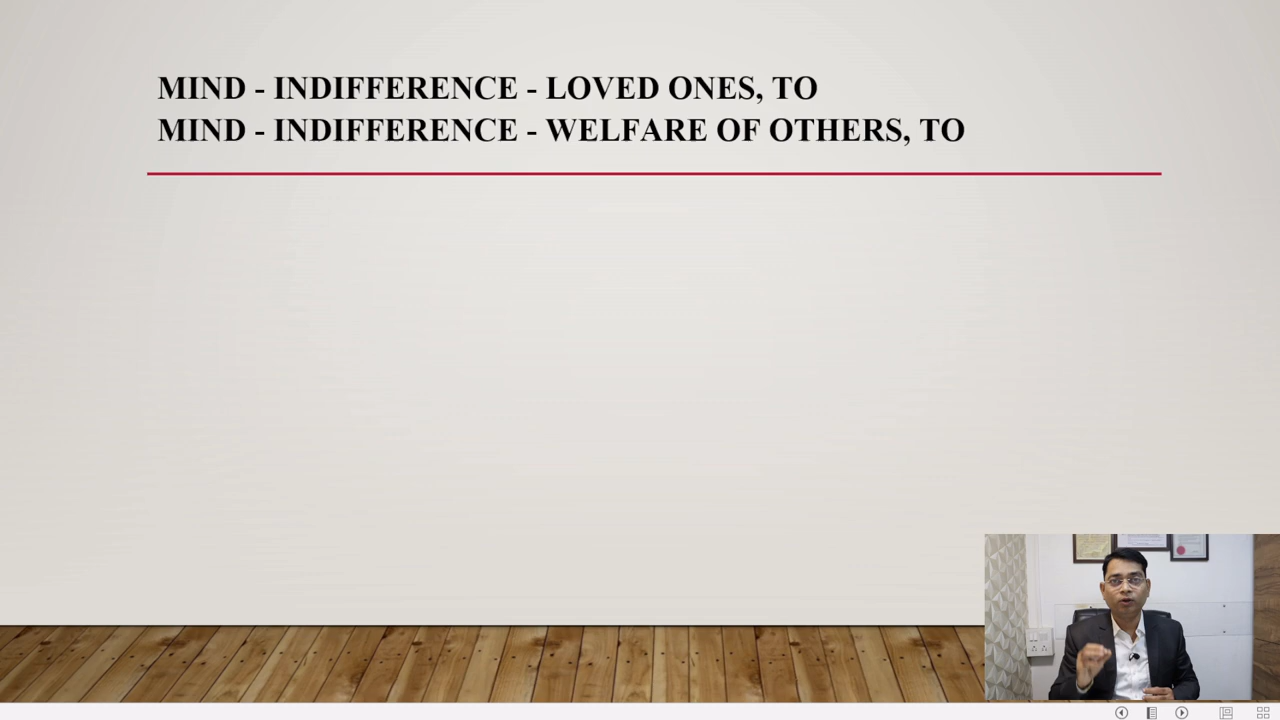 MIND - INDIFFERENCE - LOVED ONES, TO
MIND - INDIFFERENCE - WELFARE OF OTHERS, TO